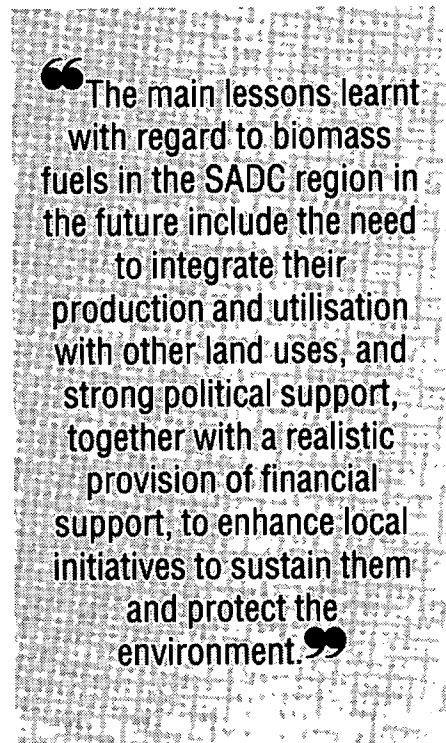 “The main lessons learnt
with regard to biomass
fuels in the SADC region in
the future include the need
to integrate their
production and utilisation
with other land uses, and
strong political support,
together with a realistic
provision of financial
support, to enhance local
initiatives to sustain them
and protect the
environment.”